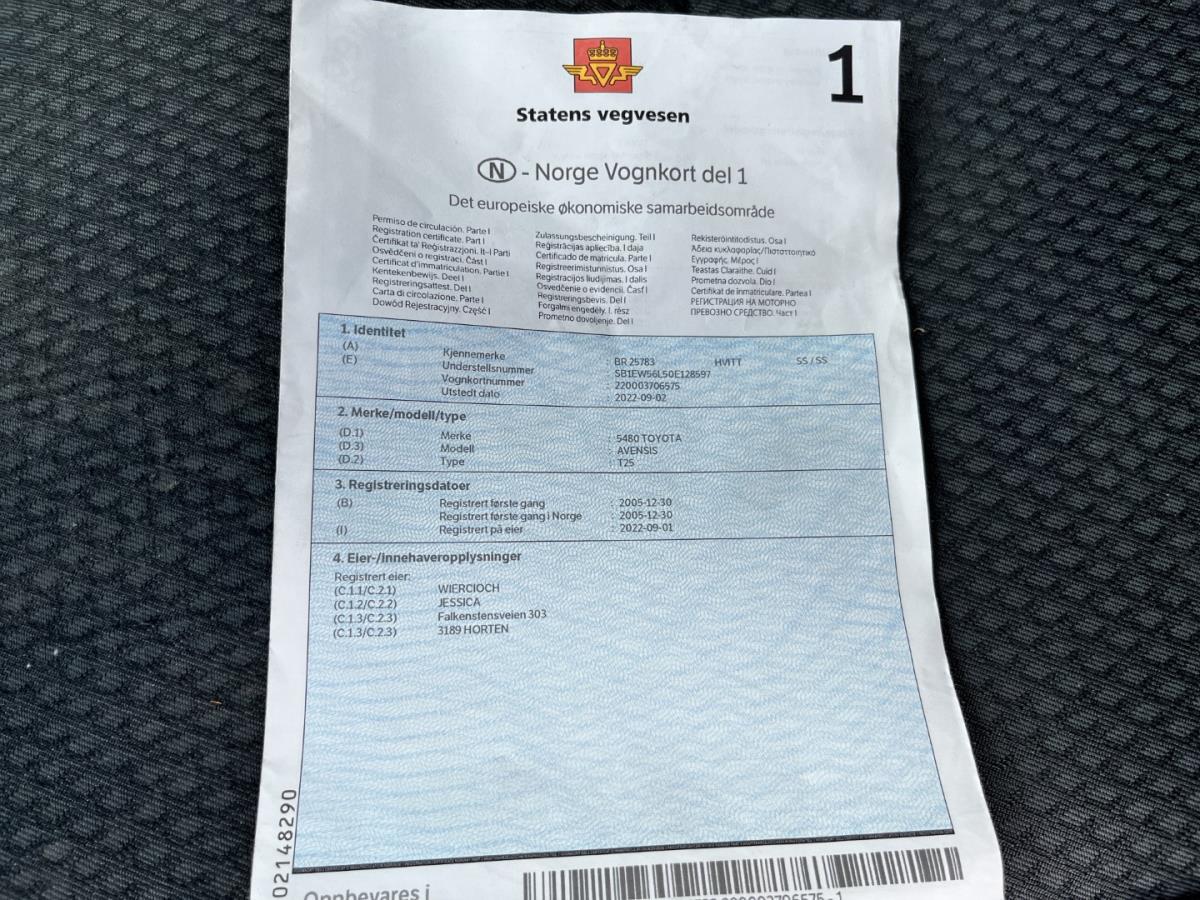 1
Statens vegvesen
N - Norge Vognkort del 1
Det europeiske økonomiske samarbeidsområde
Permiso de circulación. Parte I
Registration certificate. Part I
Ċertifikat ta' Reġistrazzjoni. It-I Parti
Osvědčení o registraci. Část I
Certificat d'immatriculation. Partie I
Kentekenbewijs. Deel I
Registreringsattest. Del I
Carta di circolazione. Parte I
Dowód Rejestracyjny. Część I
Zulassungsbescheinigung. Teil I
Reģistrācijas apliecība. I daļa
Certificado de matrícula. Parte I
Registreerimistunnistus. Osa I
Registracijos liudijimas. I dalis
Osvedčenie o evidencii. Časť I
Registreringsbevis. Del I
Forgalmi engedély. I. rész
Prometno dovoljenje. Del I
Rekisteröintitodistus. Osa I
Άδεια κυκλοφορίας/Πιστοποιητικό
Εγγραφής. Μέρος I
Teastas Claraithe. Cuid I
Prometna dozvola. Dio I
Certificat de înmatriculare. Partea I
РЕГИСТРАЦИЯ НА МОТОРНО
ПРЕВОЗНО СРЕДСТВО. Част I
1. Identitet
(A) Kjennemerke : BR 25783 HVITT SS / SS
(E) Understellsnummer : SB1EW56L50E128597
Vognkortnummer : 220003706575
Utstedt dato : 2022-09-02
2. Merke/modell/type
(D.1) Merke : 5480 TOYOTA
(D.3) Modell : AVENSIS
(D.2) Type : T25
3. Registreringsdatoer
(B) Registrert første gang : 2005-12-30
Registrert første gang i Norge : 2005-12-30
(I) Registrert på eier : 2022-09-01
4. Eier-/innehaveropplysninger
Registrert eier:
(C.1.1/C.2.1) WIERCIOCH
(C.1.2/C.2.2) JESSICA
(C.1.3/C.2.3) Falkenstensveien 303
(C.1.3/C.2.3) 3189 HORTEN
02148290
Oppbevares i